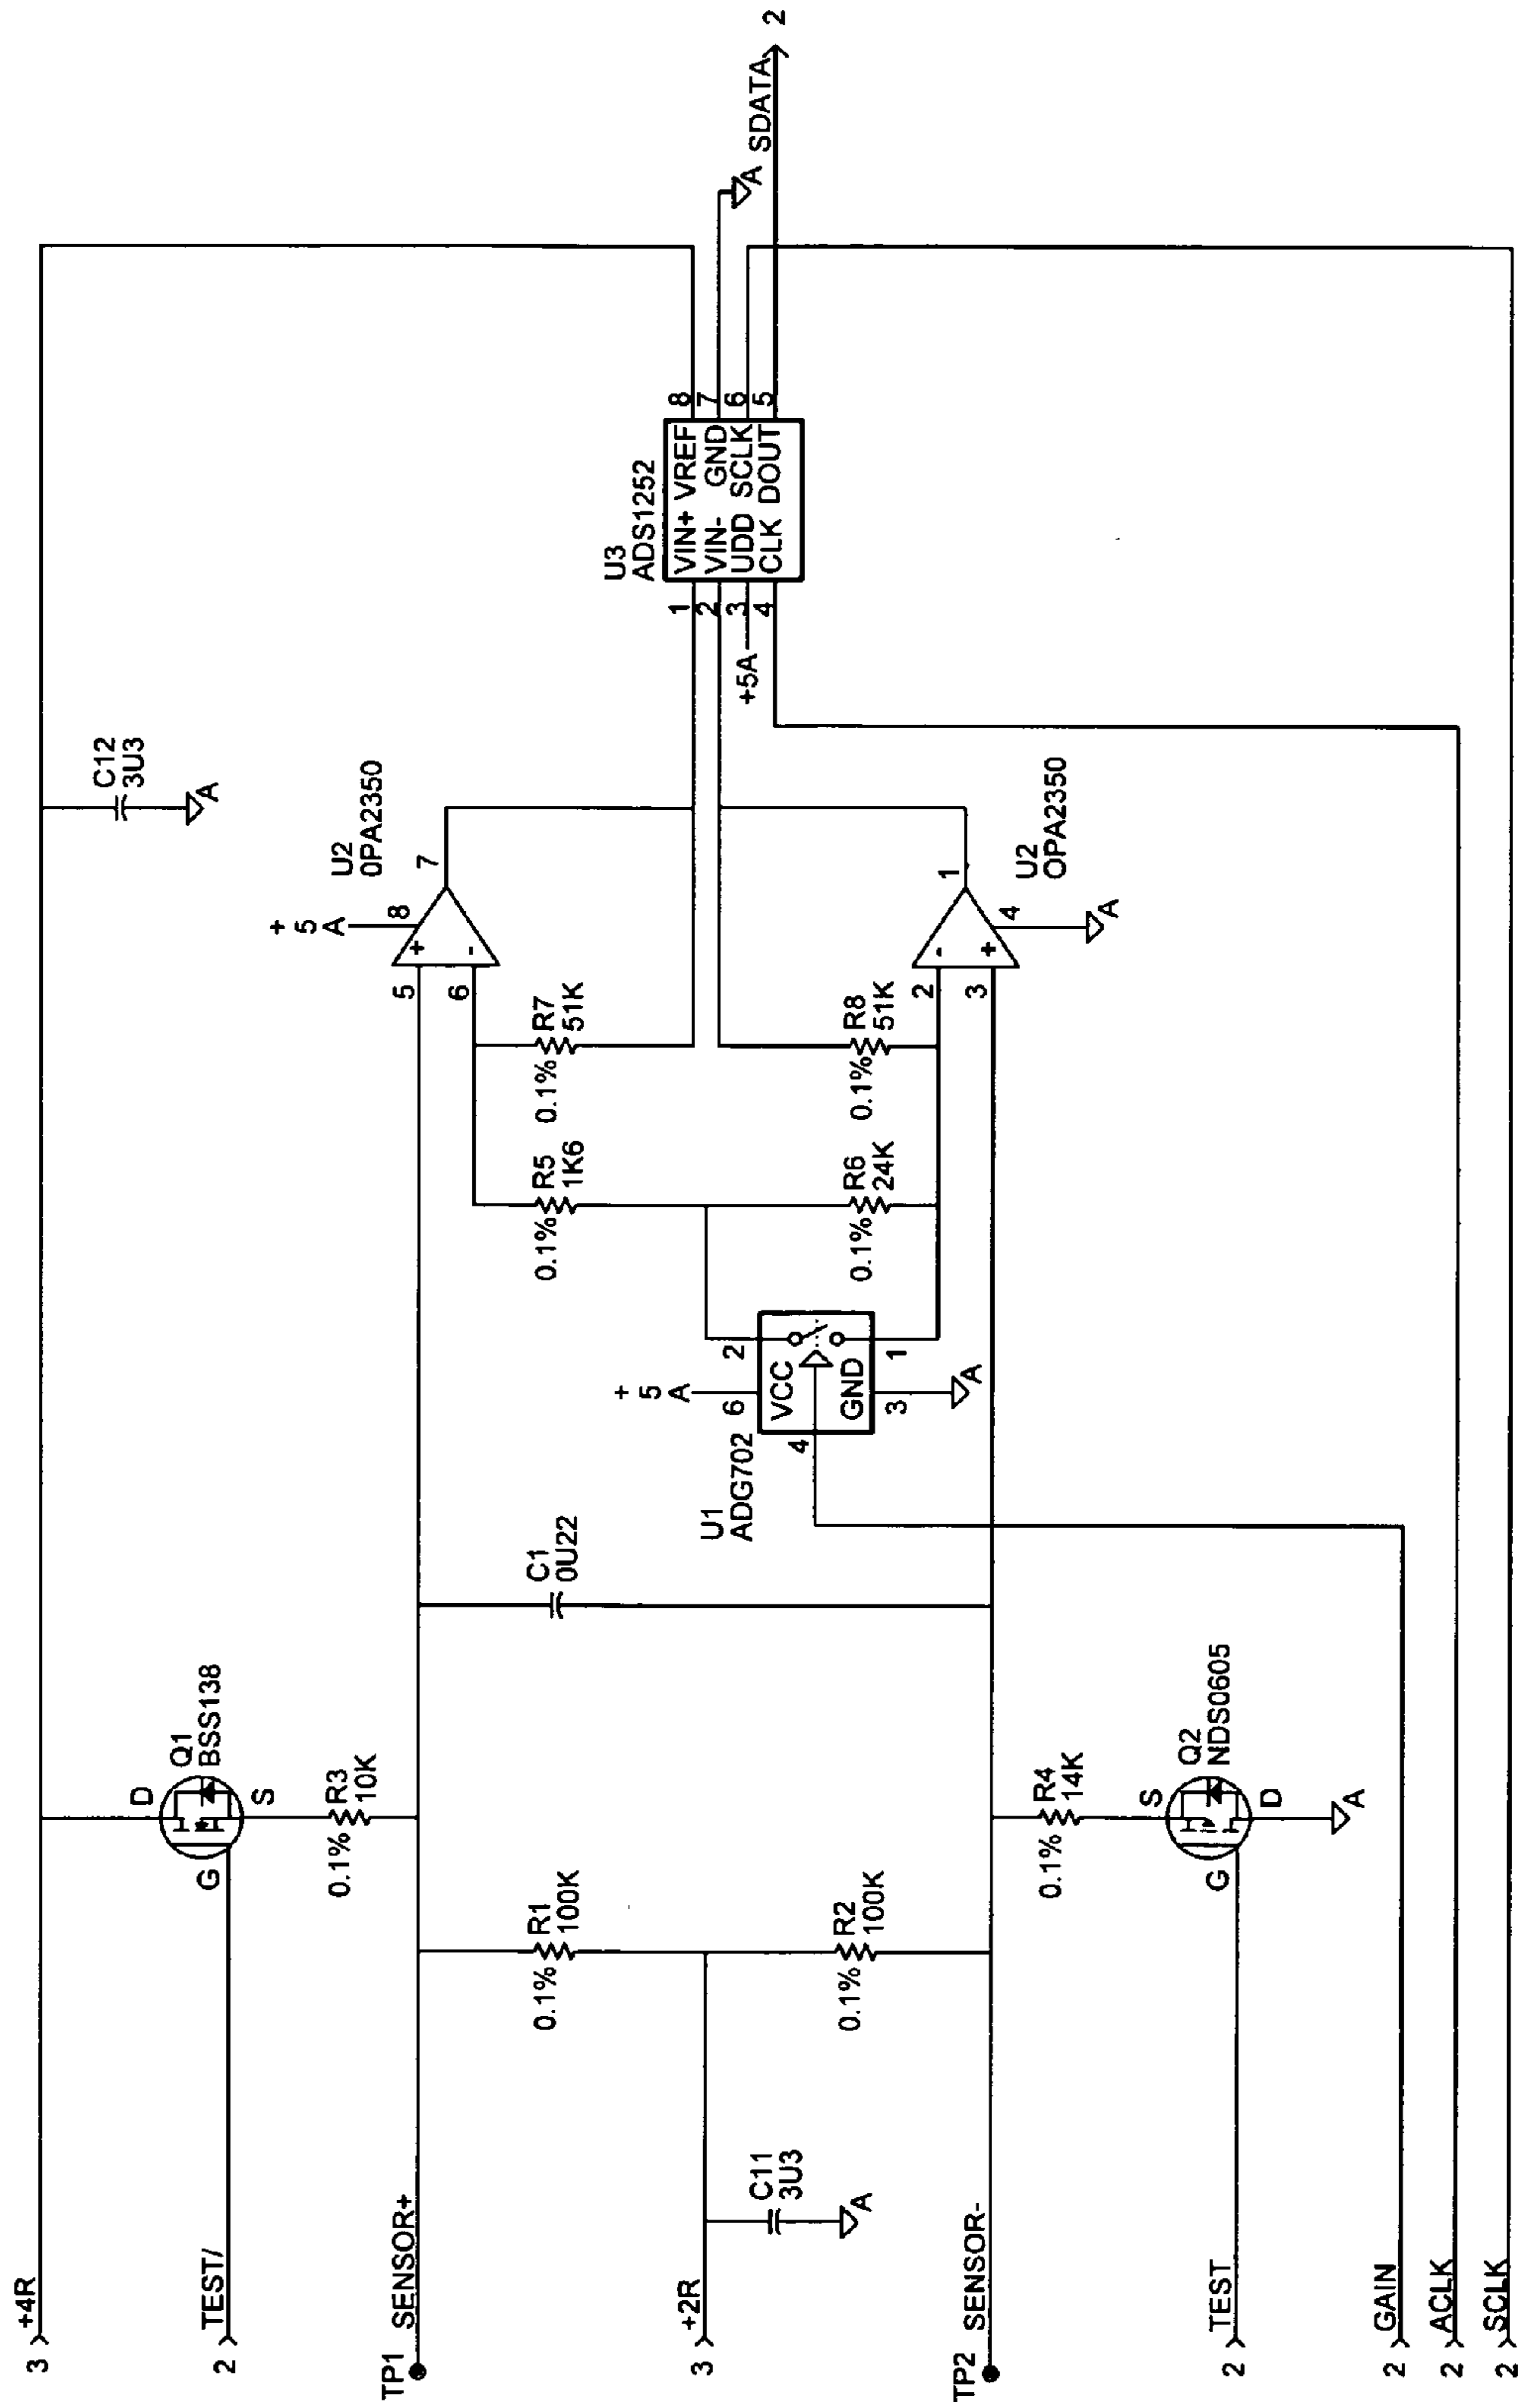 3
+4R
2
TEST/
TP1
SENSOR+
3
+2R
TP2
SENSOR-
2
TEST
2
GAIN
2
ACLK
2
SCLK
C11
3U3
A
D
G
S
Q1
BSS138
0.1%
R3
10K
0.1%
R1
100K
0.1%
R2
100K
0.1%
R4
14K
S
G
D
Q2
NDS0605
A
C1
0U22
U1
ADG702
+
5
A
6
2
VCC
4
GND
3
1
A
0.1%
R5
1K6
0.1%
R6
24K
0.1%
R7
51K
0.1%
R8
51K
+
5
A
8
5
+
6
-
7
U2
0PA2350
2
-
3
+
1
4
U2
OPA2350
A
C12
3U3
A
+5A
U3
ADS1252
1 VIN+ VREF 8
2 VIN- GND 7
3 UDD SCLK 6
4 CLK DOUT 5
A
SDATA
2